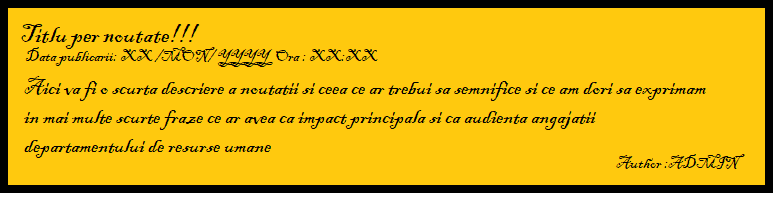 Titlu per noutate!!!
Data publicarii: XX/MON/YYYY Ora: XX:XX
Aici va fi o scurta descriere a noutatii si ceea ce ar trebui sa semnifice si ce am dori sa exprimam
in mai multe scurte fraze ce ar avea ca impact principala si ca audienta angajatii
departamentului de resurse umane
Author :ADMIN